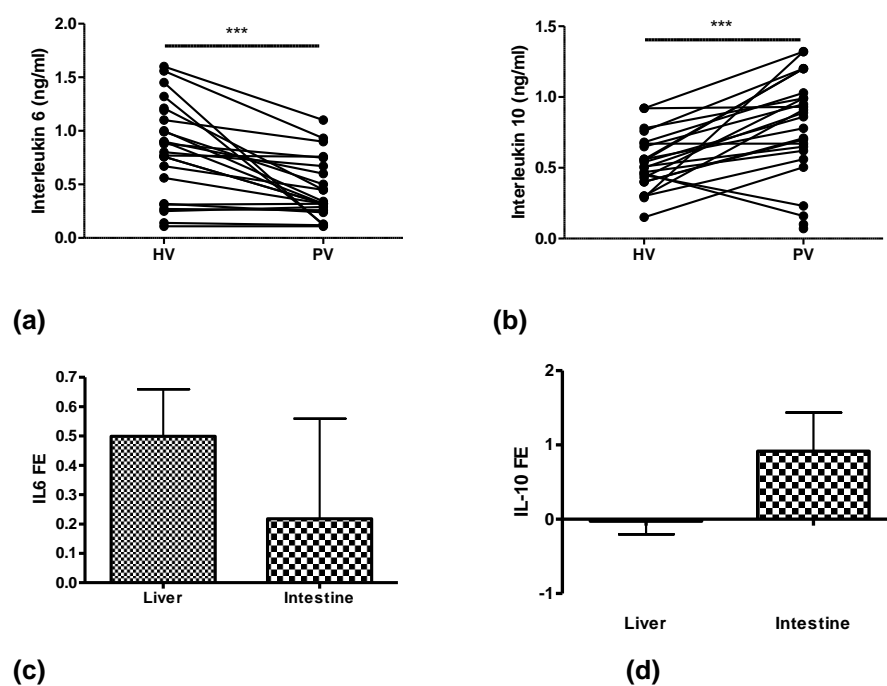 ***
Interleukin 6 (ng/ml)
2.0
1.5
1.0
0.5
0.0
HV PV
(a)
***
Interleukin 10 (ng/ml)
1.5
1.0
0.5
0.0
HV PV
(b)
IL6 FE
0.7
0.6
0.5
0.4
0.3
0.2
0.1
0.0
Liver Intestine
(c)
IL-10 FE
2
1
0
-1
Liver Intestine
(d)